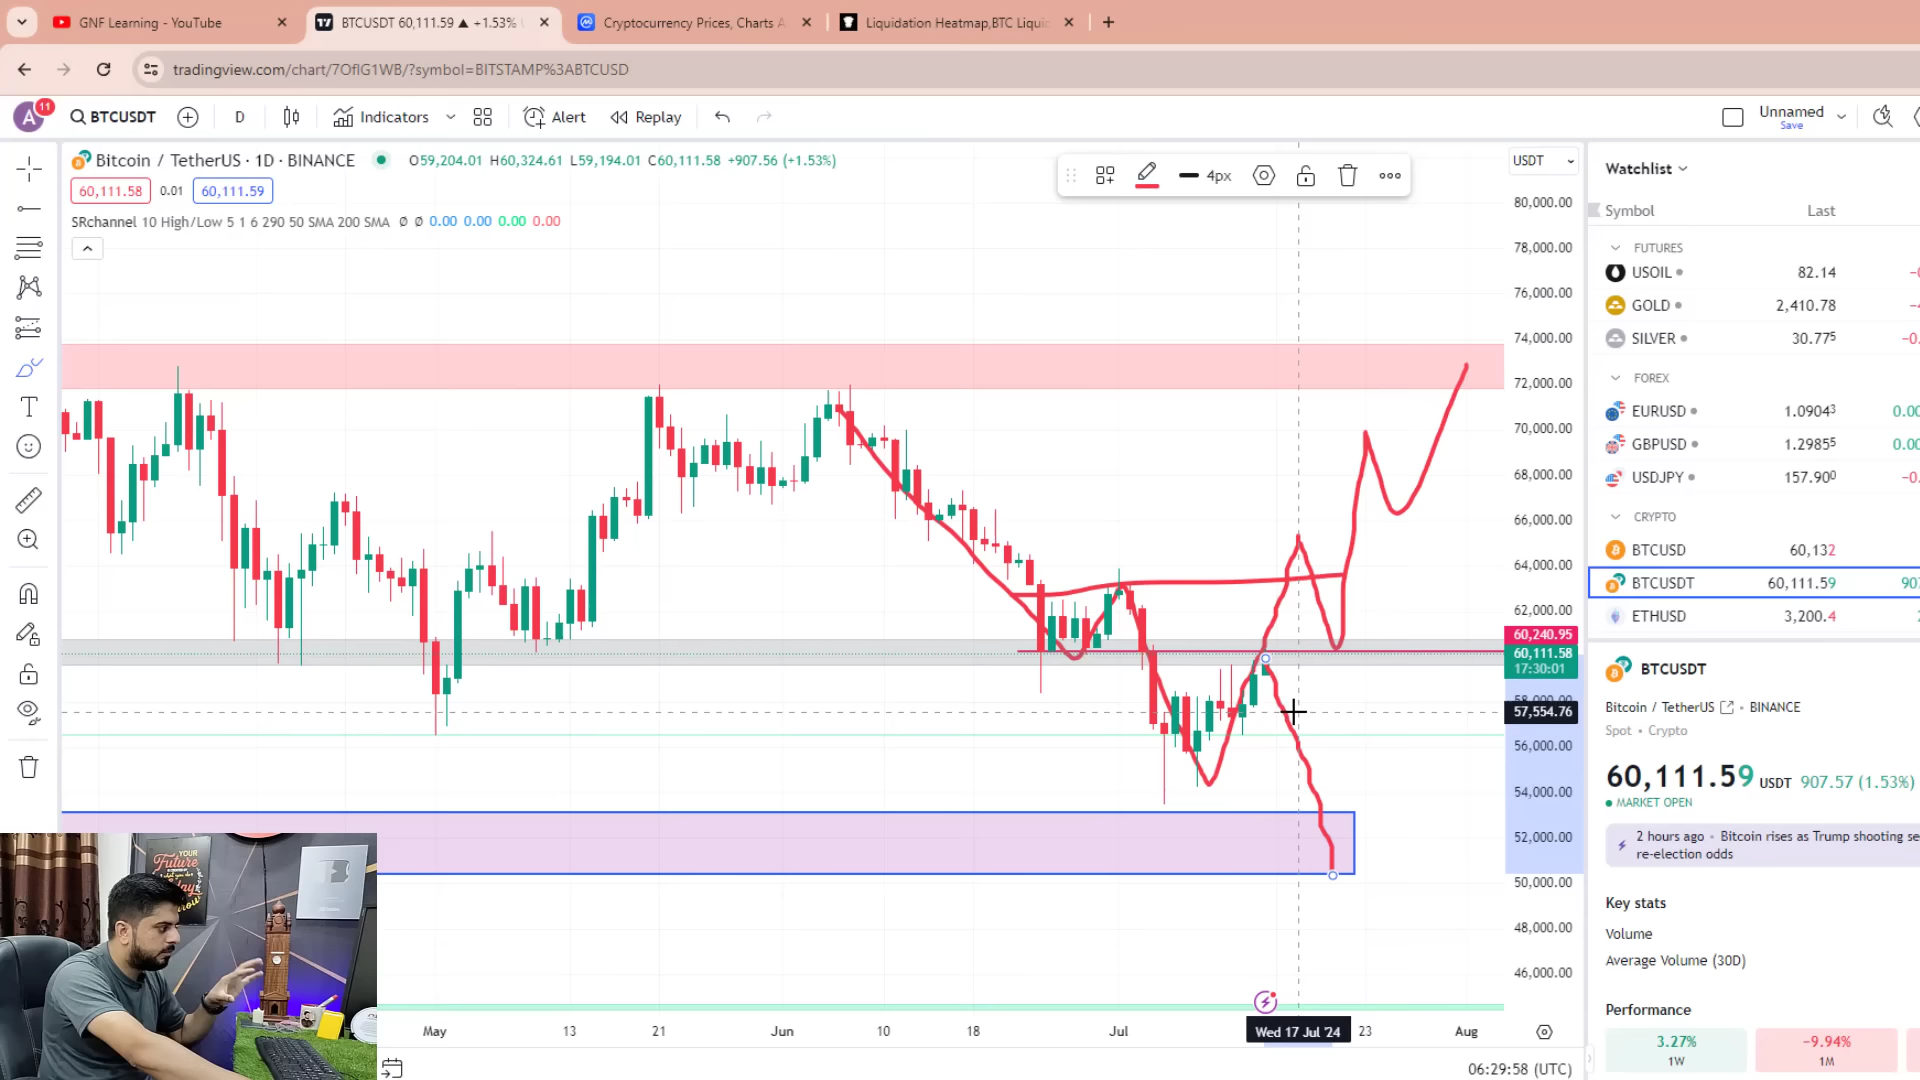 GNF Learning - YouTube
BTCUSDT 60,111.59 ▲ +1.53%
Cryptocurrency Prices, Charts
Liquidation Heatmap,BTC
tradingview.com/chart/7OfIG1WB/?symbol=BITSTAMP%3ABTCUSD
A 11
BTCUSDT D Indicators Alert Replay
Unnamed
Save
Bitcoin / TetherUS · 1D · BINANCE O59,204.01 H60,324.61 L59,194.01 C60,111.58 +907.56 (+1.53%)
60,111.58 0.01 60,111.59
SRchannel 10 High/Low 5 1 6 290 50 SMA 200 SMA Ø Ø 0.00 0.00 0.00 0.00
4px
USDT
80,000.00
78,000.00
76,000.00
74,000.00
72,000.00
70,000.00
68,000.00
66,000.00
64,000.00
62,000.00
60,240.95
60,111.58
17:30:01
57,554.76
56,000.00
54,000.00
52,000.00
50,000.00
48,000.00
46,000.00
May 13 21 Jun 10 18 Jul Wed 17 Jul '24 23 Aug
06:29:58 (UTC)
Watchlist
Symbol Last
FUTURES
USOIL 82.14
GOLD 2,410.78
SILVER 30.775
FOREX
EURUSD 1.09043 0.00
GBPUSD 1.29855 0.00
USDJPY 157.900
CRYPTO
BTCUSD 60,132
BTCUSDT 60,111.59
ETHUSD 3,200.4
BTCUSDT
Bitcoin / TetherUS • BINANCE
Spot • Crypto
60,111.59 USDT 907.57 (1.53%)
MARKET OPEN
2 hours ago • Bitcoin rises as Trump shooting
re-election odds
Key stats
Volume
Average Volume (30D)
Performance
3.27%
1W
−9.94%
1M
YOUR
Future